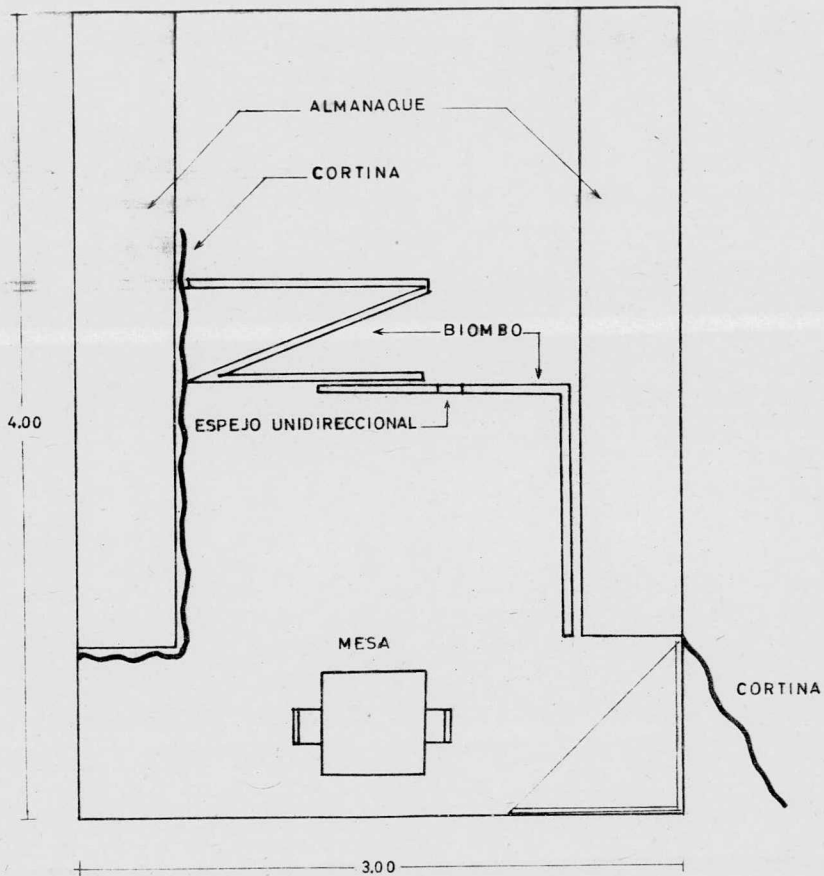 ALMANAQUE
CORTINA
BIOMBO
4.00
ESPEJO UNIDIRECCIONAL
MESA
CORTINA
3.00